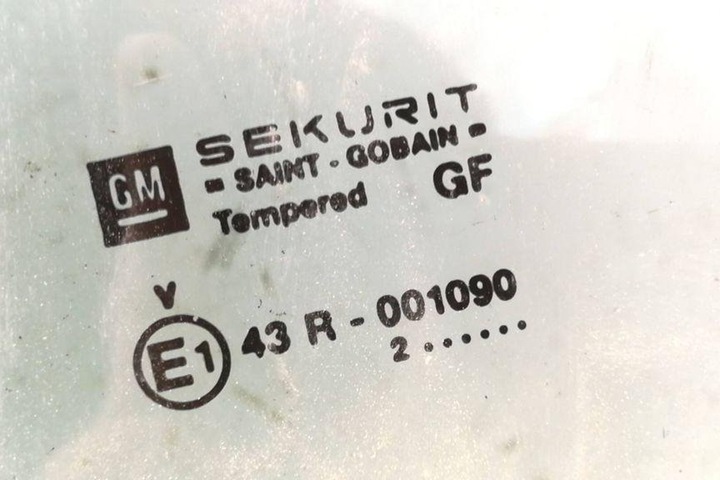 GM
SEKURIT
= SAINT - GOBAIN =
Tempered GF
V
E1 43 R - 001090
2 . . . . . .